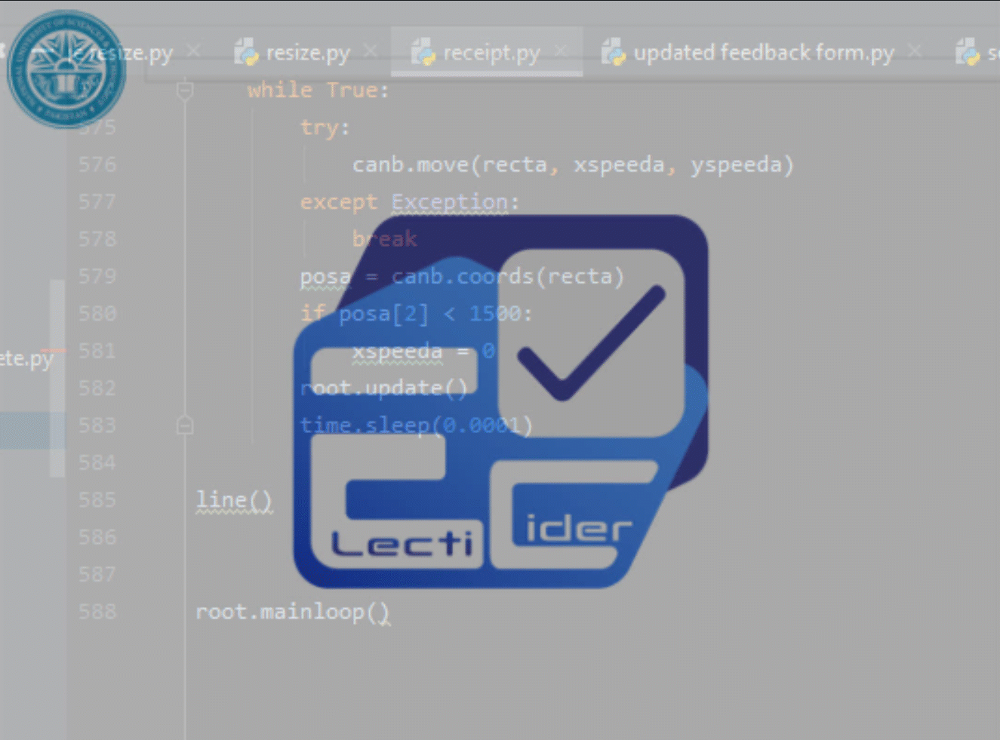 resize.py
resize.py
receipt.py
updated feedback form.py
while True:
575
try:
576
canb.move(recta, xspeeda, yspeeda)
577
except Exception:
578
break
579
posa = canb.coords(recta)
580
if posa[2] < 1500:
581
xspeeda = 0
ete.py
582
root.update()
583
time.sleep(0.0001)
584
585
line()
Lecti
ider
586
587
588
root.mainloop()
PAKISTAN